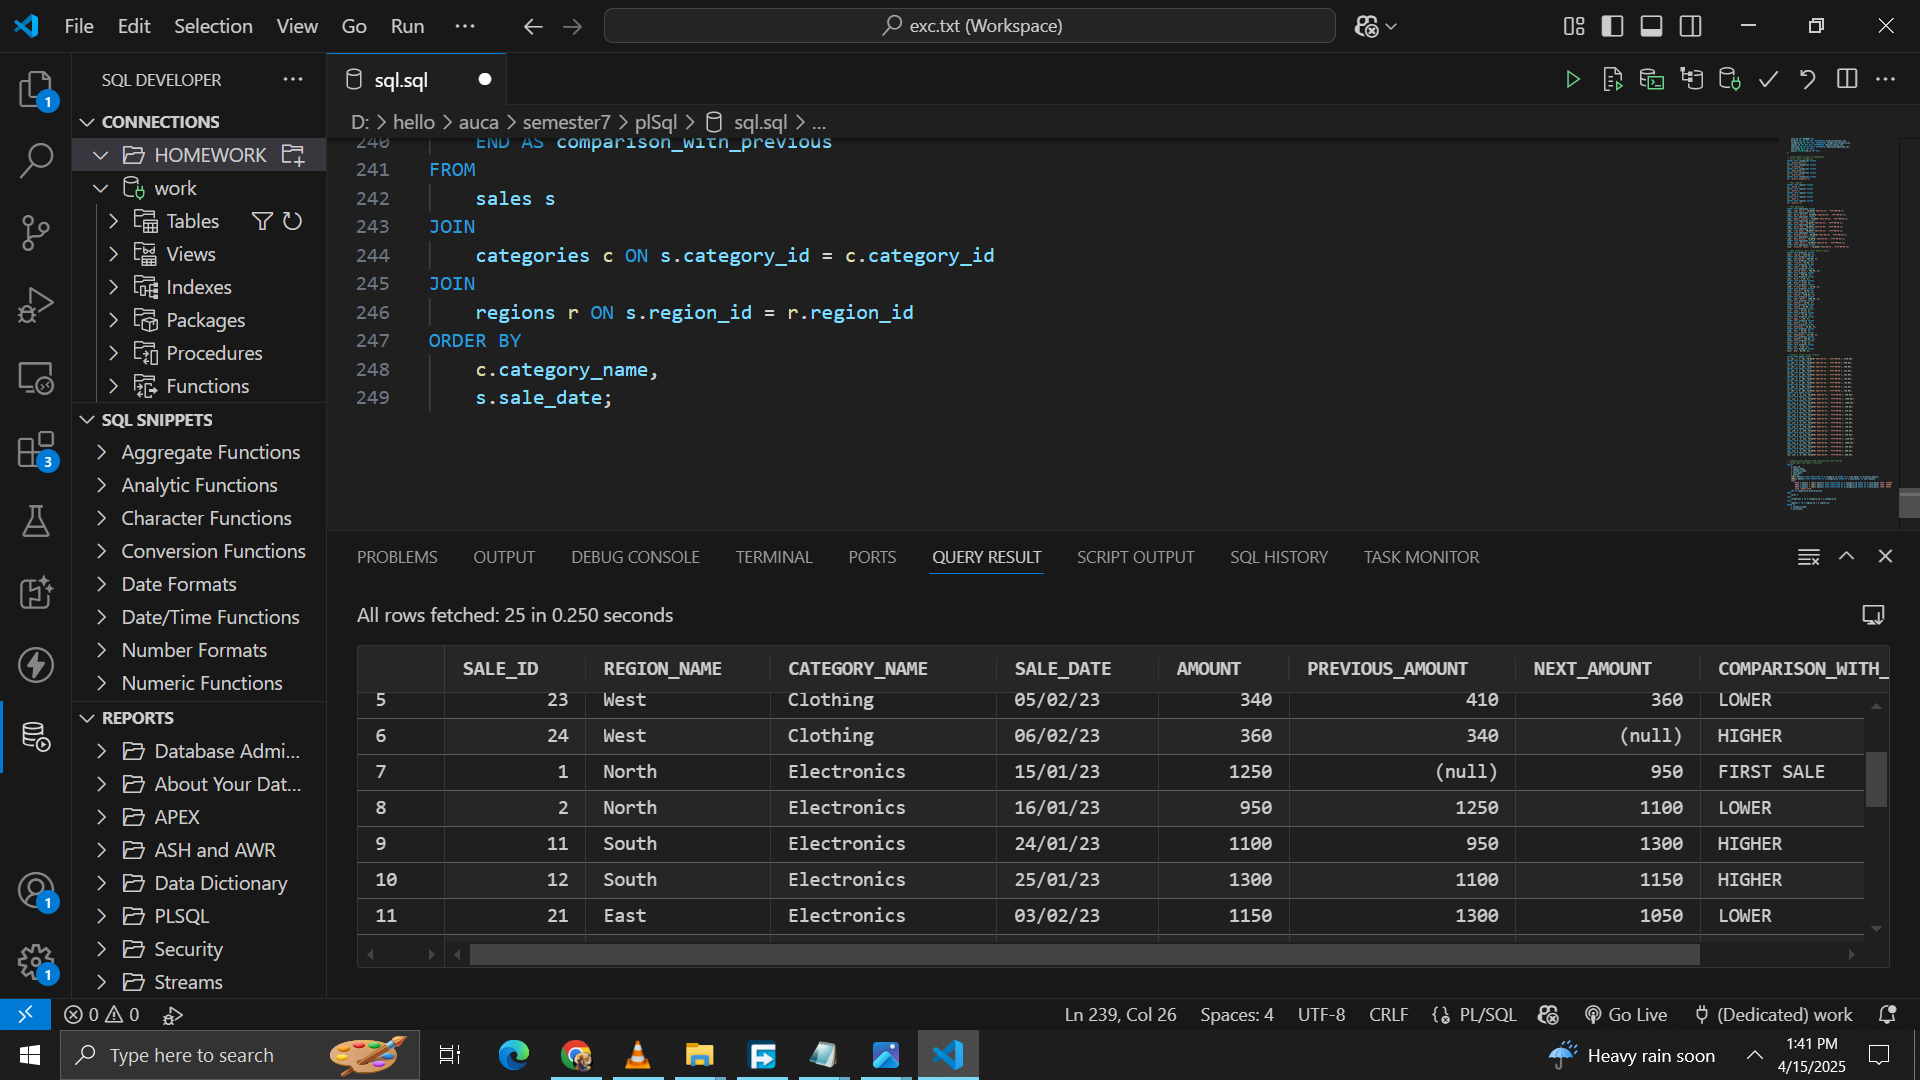 File Edit Selection View Go Run ··· exc.txt (Workspace)
SQL DEVELOPER ···
sql.sql
1
CONNECTIONS
D: > hello > auca > semester7 > plSql > sql.sql > ...
HOMEWORK
work
Tables
Views
Indexes
Packages
Procedures
Functions
240 END AS comparison_with_previous
241 FROM
242 sales s
243 JOIN
244 categories c ON s.category_id = c.category_id
245 JOIN
246 regions r ON s.region_id = r.region_id
247 ORDER BY
248 c.category_name,
249 s.sale_date;
SQL SNIPPETS
Aggregate Functions
3
Analytic Functions
Character Functions
Conversion Functions
Date Formats
Date/Time Functions
Number Formats
Numeric Functions
REPORTS
Database Admi...
About Your Dat...
APEX
ASH and AWR
Data Dictionary
1
PLSQL
Security
1
Streams
PROBLEMS OUTPUT DEBUG CONSOLE TERMINAL PORTS QUERY RESULT SCRIPT OUTPUT SQL HISTORY TASK MONITOR
All rows fetched: 25 in 0.250 seconds
SALE_ID REGION_NAME CATEGORY_NAME SALE_DATE AMOUNT PREVIOUS_AMOUNT NEXT_AMOUNT COMPARISON_WITH_
5 23 West Clothing 05/02/23 340 410 360 LOWER
6 24 West Clothing 06/02/23 360 340 (null) HIGHER
7 1 North Electronics 15/01/23 1250 (null) 950 FIRST SALE
8 2 North Electronics 16/01/23 950 1250 1100 LOWER
9 11 South Electronics 24/01/23 1100 950 1300 HIGHER
10 12 South Electronics 25/01/23 1300 1100 1150 HIGHER
11 21 East Electronics 03/02/23 1150 1300 1050 LOWER
0 0 Ln 239, Col 26 Spaces: 4 UTF-8 CRLF PL/SQL Go Live (Dedicated) work
Type here to search Heavy rain soon 1:41 PM
4/15/2025